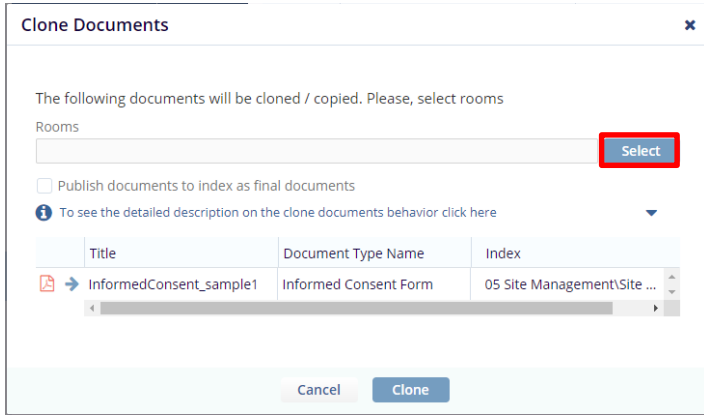 Clone Documents
The following documents will be cloned / copied. Please, select rooms
Rooms
Select
Publish documents to index as final documents
To see the detailed description on the clone documents behavior click here
Title Document Type Name Index
InformedConsent_sample1 Informed Consent Form 05 Site Management\Site ...
Cancel Clone